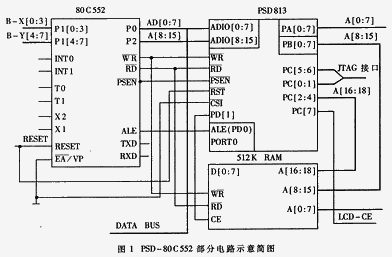 80C552
PSD813
B-X[0:3]
B-Y[4:7]
P1[0:3]
P1[4:7]
INT0
INT1
T0
T1
X2
X1
RESET
RESET
EA/VP
P0
P2
WR
RD
PSEN
ALE
TXD
RXD
AD[0:7]
A[8:15]
ADIO[0:7]
ADIO[8:15]
WR
RD
PSEN
RST
CSI
PD[1]
ALE(PD0)
PORT0
PA[0:7]
PB[0:7]
PC[5:6]
PC[0:1]
PC[2:4]
PC[7]
A[0:7]
A[8:15]
JTAG 接口
A[16:18]
512K RAM
D[0:7]
WR
RD
CE
A[16:18]
A[8:15]
A[0:7]
LCD-CE
DATA BUS
图 1 PSD-80C552 部分电路示意简图